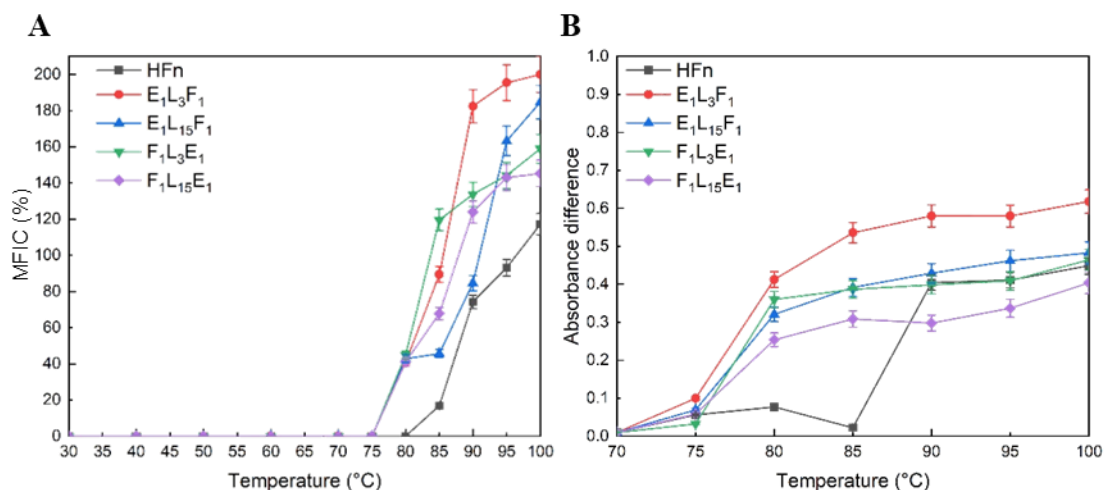 A
B
MFIC (%)
200
180
160
140
120
100
80
60
40
20
0
HFn
E₁L₃F₁
E₁L₁₅F₁
F₁L₃E₁
F₁L₁₅E₁
30 35 40 45 50 55 60 65 70 75 80 85 90 95 100
Temperature (°C)
Absorbance difference
1.0
0.9
0.8
0.7
0.6
0.5
0.4
0.3
0.2
0.1
0.0
HFn
E₁L₃F₁
E₁L₁₅F₁
F₁L₃E₁
F₁L₁₅E₁
70 75 80 85 90 95 100
Temperature (°C)